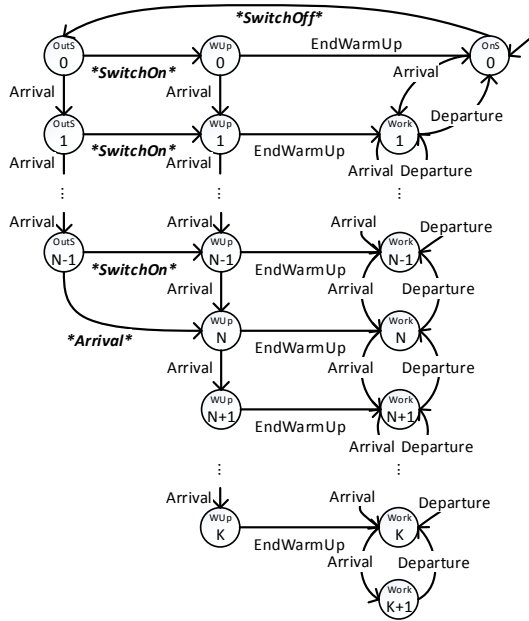 *SwitchOff*
OutS
0
WUp
0
EndWarmUp
OnS
0
*SwitchOn*
Arrival
Arrival
Arrival
Departure
OutS
1
WUp
1
Work
1
*SwitchOn*
EndWarmUp
Arrival
Departure
Arrival
Arrival
⋮
⋮
⋮
Arrival
Arrival
Arrival
Departure
OutS
N-1
WUp
N-1
Work
N-1
*SwitchOn*
EndWarmUp
Arrival
Arrival
Departure
*Arrival*
WUp
N
Work
N
EndWarmUp
Arrival
Arrival
Departure
WUp
N+1
Work
N+1
EndWarmUp
Arrival
Departure
⋮
⋮
Arrival
Arrival
Departure
WUp
K
Work
K
EndWarmUp
Arrival
Departure
Work
K+1